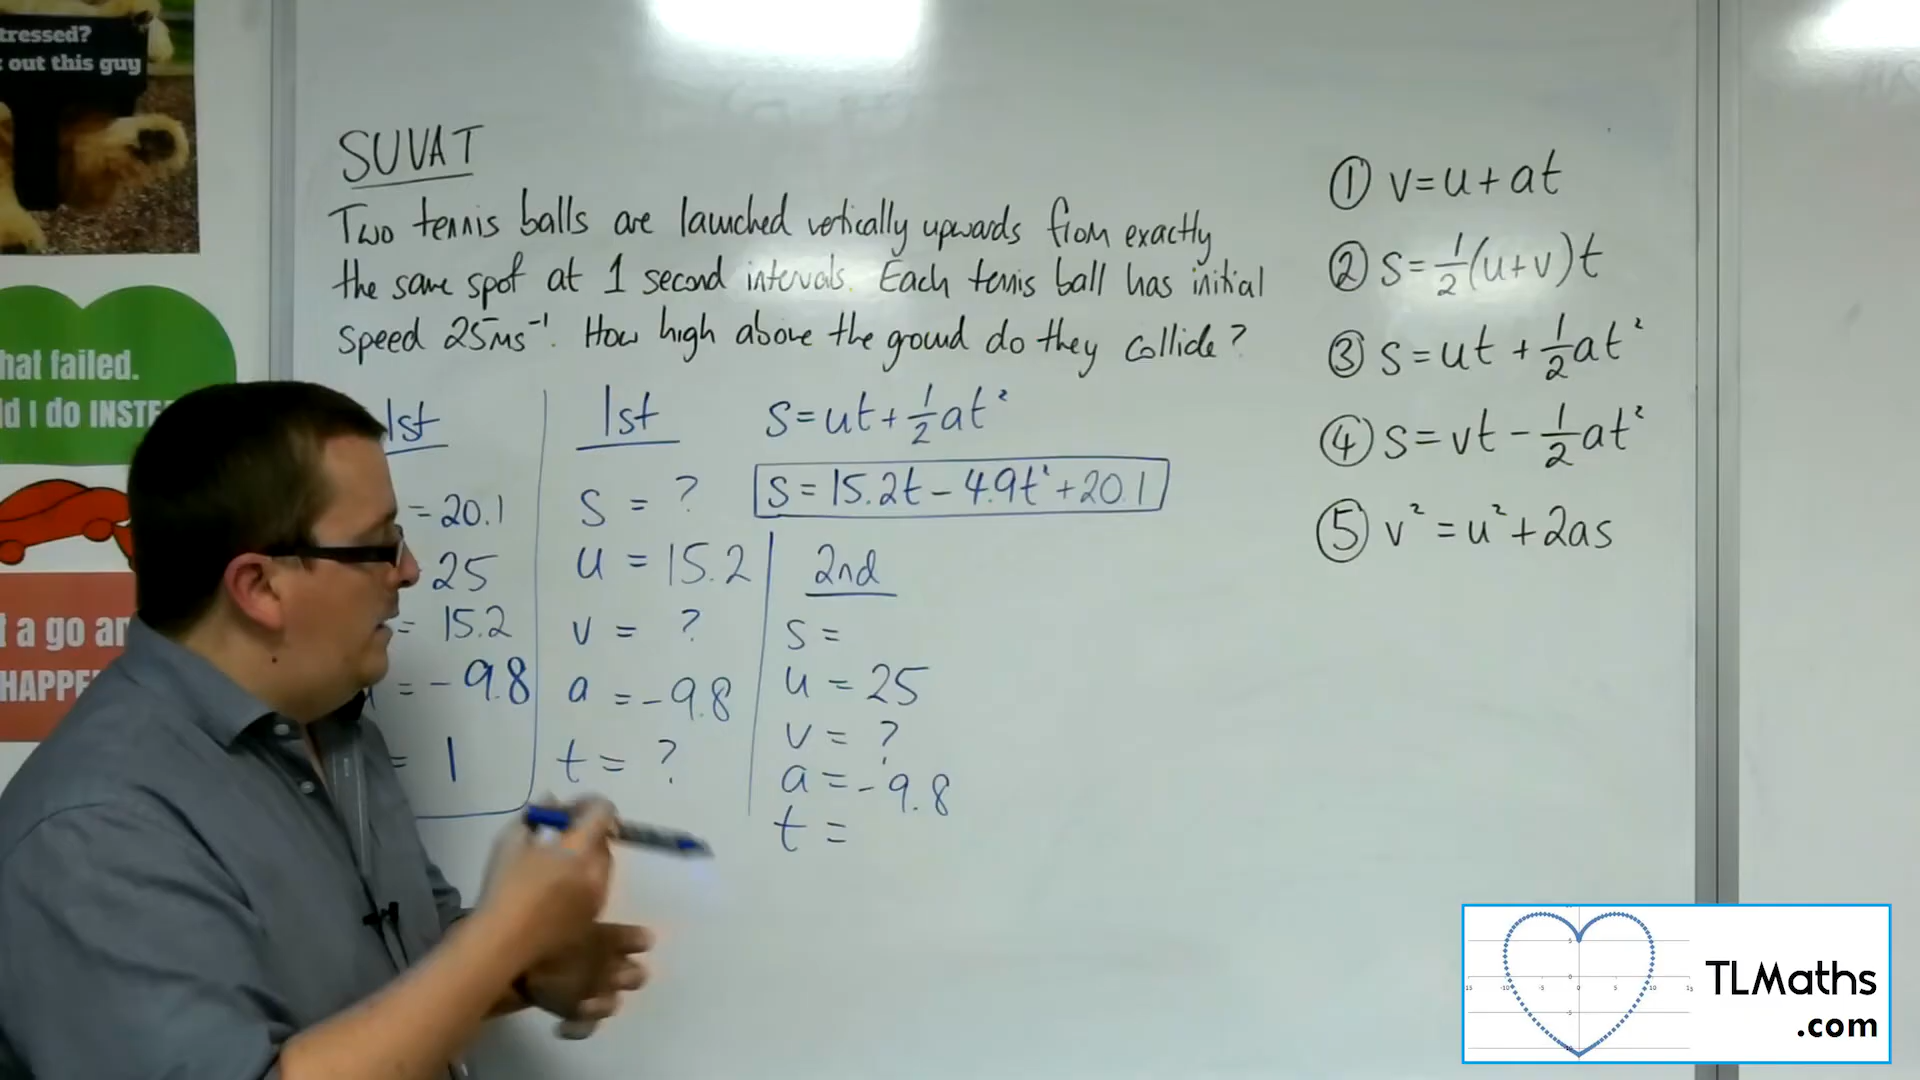 tressed?
out this guy
hat failed.
d I do INSTE
t a go an
HAPPE
SUVAT
Two tennis balls are launched vertically upwards from exactly
the same spot at 1 second intervals. Each tennis ball has initial
speed 25ms⁻¹. How high above the ground do they collide?
1st
= 20.1
25
= 15.2
= -9.8
= 1
1st
s = ?
u = 15.2
v = ?
a = -9.8
t = ?
s = ut + ½at²
s = 15.2t - 4.9t² + 20.1
2nd
s =
u = 25
v = ?
a = -9.8
t =
① v = u + at
② s = ½(u+v)t
③ s = ut + ½at²
④ s = vt - ½at²
⑤ v² = u² + 2as
TLMaths
.com